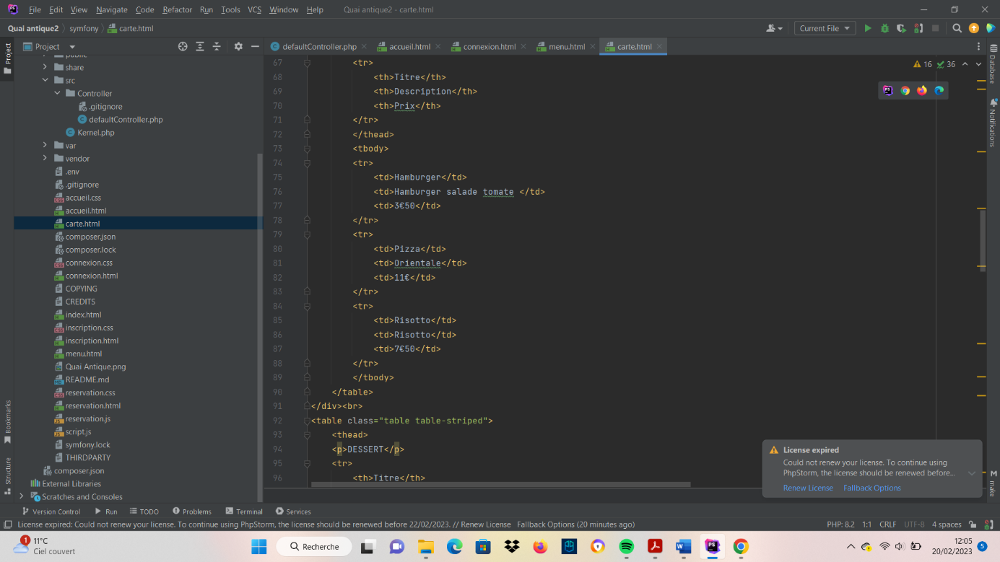 File Edit View Navigate Code Refactor Run Tools VCS Window Help Quai antique2 - carte.html
Quai antique2 symfony carte.html Current File
Project
Project
defaultController.php accueil.html connexion.html menu.html carte.html
public
share
src
Controller
.gitignore
defaultController.php
Kernel.php
var
vendor
.env
.gitignore
accueil.css
accueil.html
carte.html
composer.json
composer.lock
connexion.css
connexion.html
COPYING
CREDITS
index.html
inscription.css
inscription.html
menu.html
Quai Antique.png
README.md
reservation.css
reservation.html
reservation.js
script.js
symfony.lock
THIRDPARTY
composer.json
External Libraries
Scratches and Consoles
Bookmarks
Structure
16 36
67 <tr>
68 <th>Titre</th>
69 <th>Description</th>
70 <th>Prix</th>
71 </tr>
72 </thead>
73 <tbody>
74 <tr>
75 <td>Hamburger</td>
76 <td>Hamburger salade tomate </td>
77 <td>3€50</td>
78 </tr>
79 <tr>
80 <td>Pizza</td>
81 <td>Orientale</td>
82 <td>11€</td>
83 </tr>
84 <tr>
85 <td>Risotto</td>
86 <td>Risotto</td>
87 <td>7€50</td>
88 </tr>
89 </tbody>
90 </table>
91 </div><br>
92 <table class="table table-striped">
93 <thead>
94 <p>DESSERT</p>
95 <tr>
96 <th>Titre</th>
Database
Notifications
make
License expired
Could not renew your license. To continue using
PhpStorm, the license should be renewed before...
Renew License Fallback Options
Version Control Run TODO Problems Terminal Services
License expired: Could not renew your license. To continue using PhpStorm, the license should be renewed before 22/02/2023. // Renew License Fallback Options (20 minutes ago) PHP: 8.2 1:1 CRLF UTF-8 4 spaces
1
11°C
Ciel couvert
Recherche
12:05
20/02/2023
5